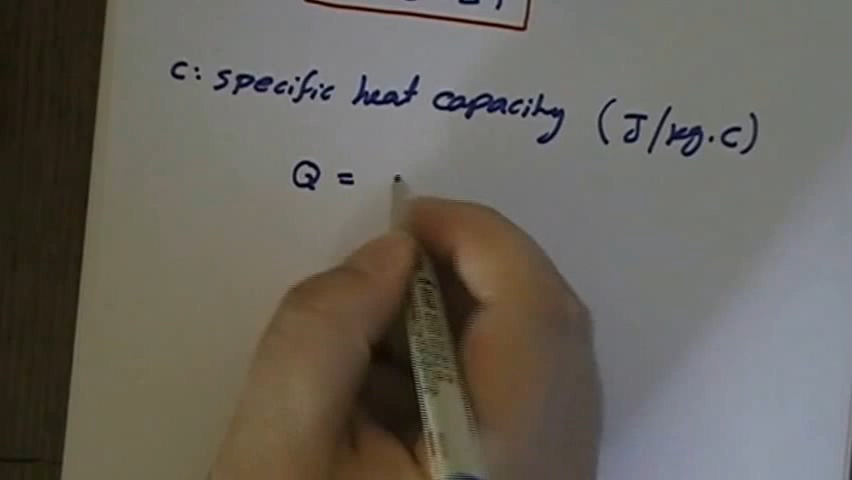 c: specific heat capacity (J/kg.c)
Q =